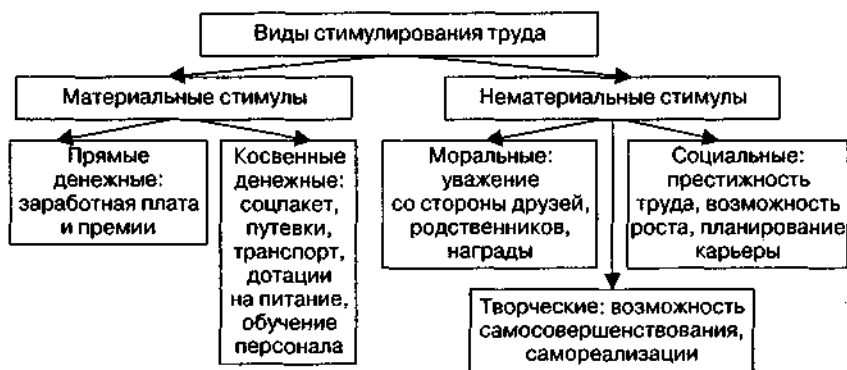 Виды стимулирования труда
Материальные стимулы
Нематериальные стимулы
Прямые
денежные:
заработная плата
и премии
Косвенные
денежные:
соцпакет,
путевки,
транспорт,
дотации
на питание,
обучение
персонала
Моральные:
уважение
со стороны друзей,
родственников,
награды
Социальные:
престижность
труда, возможность
роста, планирование
карьеры
Творческие: возможность
самосовершенствования,
самореализации